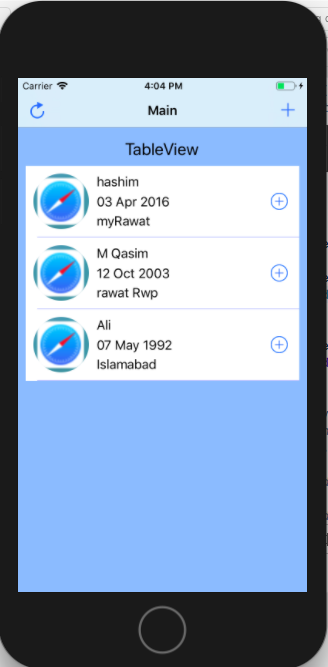 Carrier 4:04 PM
Main
TableView
hashim
03 Apr 2016
myRawat
M Qasim
12 Oct 2003
rawat Rwp
Ali
07 May 1992
Islamabad